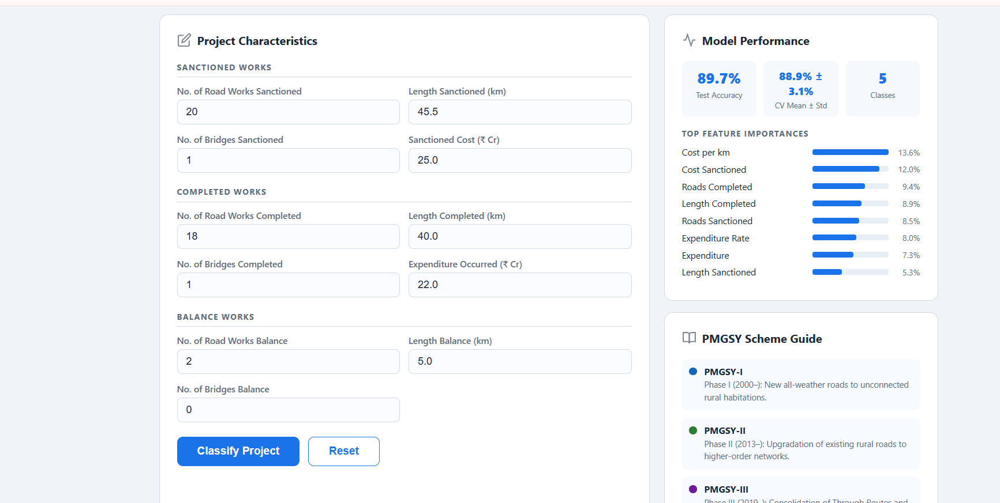 Project Characteristics
SANCTIONED WORKS
No. of Road Works Sanctioned
20
Length Sanctioned (km)
45.5
No. of Bridges Sanctioned
1
Sanctioned Cost (₹ Cr)
25.0
COMPLETED WORKS
No. of Road Works Completed
18
Length Completed (km)
40.0
No. of Bridges Completed
1
Expenditure Occurred (₹ Cr)
22.0
BALANCE WORKS
No. of Road Works Balance
2
Length Balance (km)
5.0
No. of Bridges Balance
0
Classify Project
Reset
Model Performance
89.7%
Test Accuracy
88.9% ±
3.1%
CV Mean ± Std
5
Classes
TOP FEATURE IMPORTANCES
Cost per km 13.6%
Cost Sanctioned 12.0%
Roads Completed 9.4%
Length Completed 8.9%
Roads Sanctioned 8.5%
Expenditure Rate 8.0%
Expenditure 7.3%
Length Sanctioned 5.3%
PMGSY Scheme Guide
PMGSY-I
Phase I (2000–): New all-weather roads to unconnected
rural habitations.
PMGSY-II
Phase II (2013–): Upgradation of existing rural roads to
higher-order networks.
PMGSY-III
Phase III (2019–): Consolidation of Through Routes and